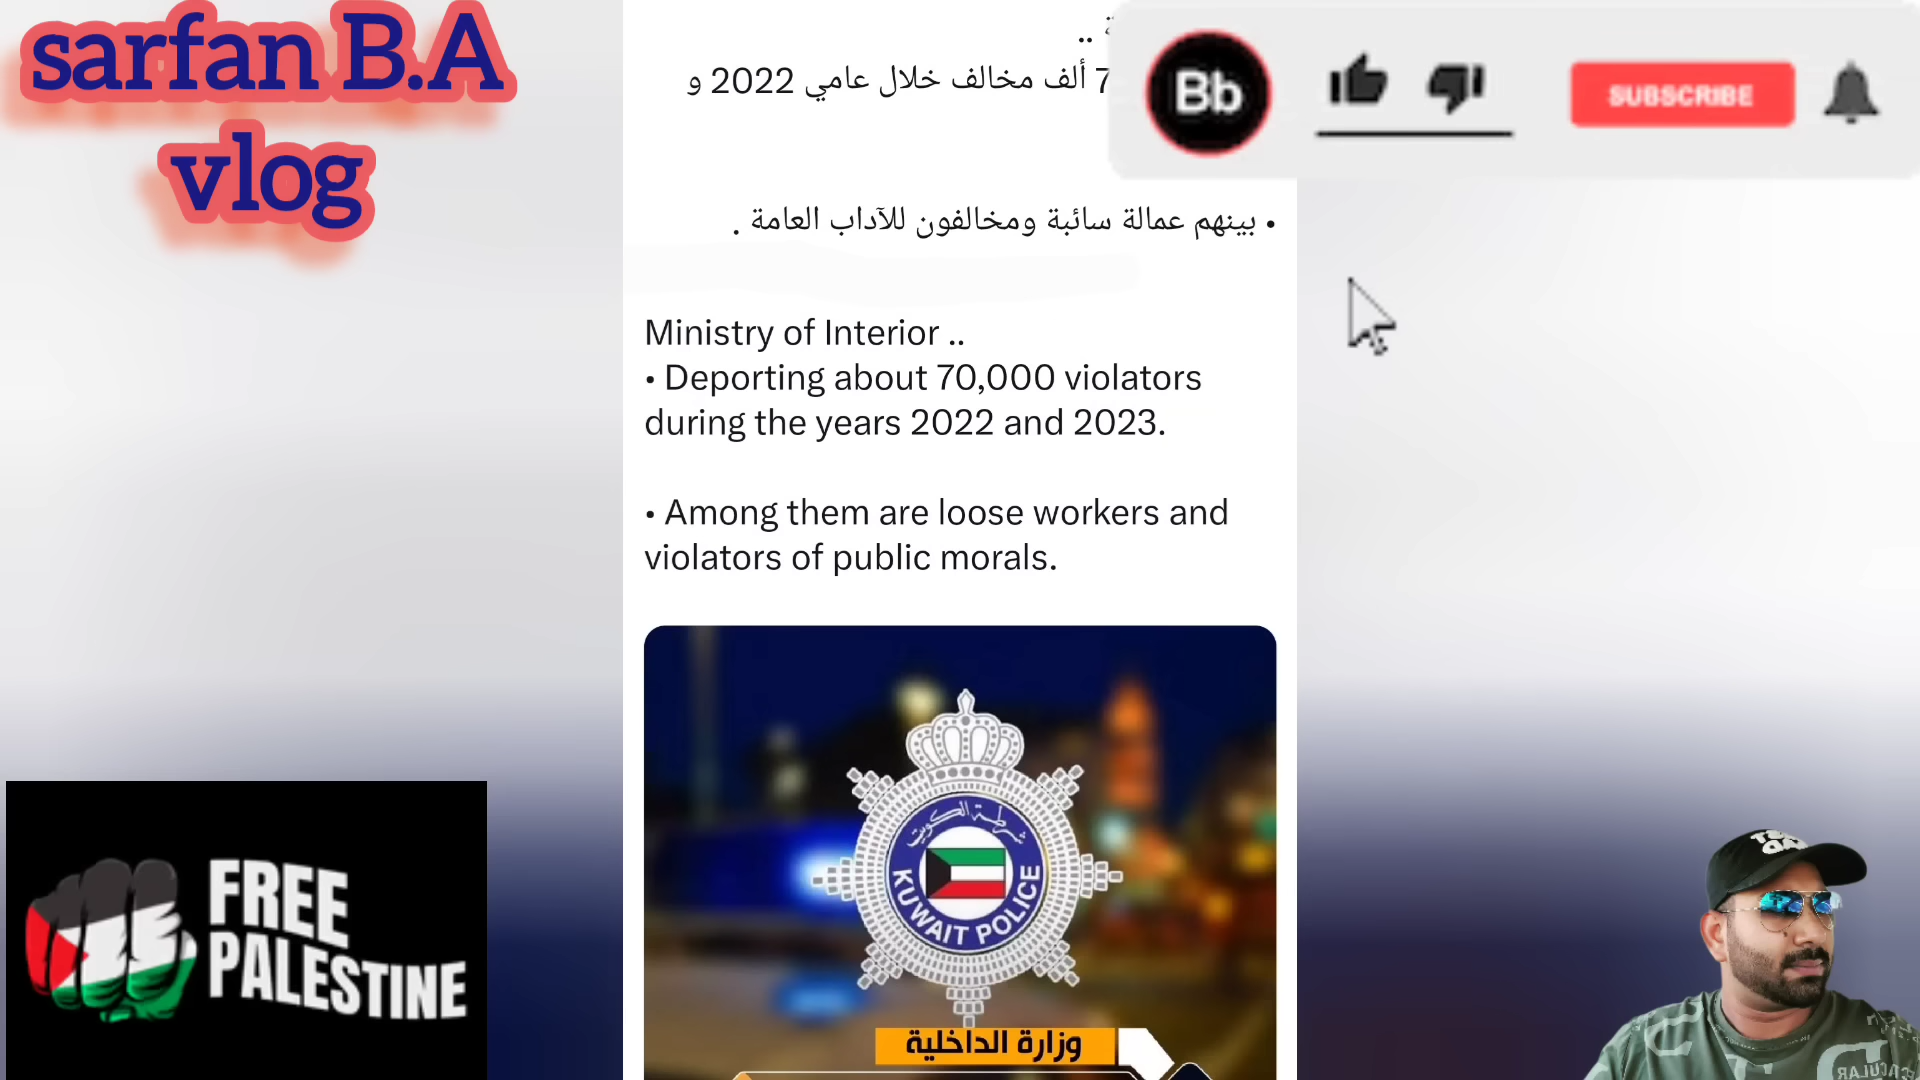 sarfan B.A
vlog
..
ألف مخالف خلال عامي 2022 و
• بينهم عمالة سائبة ومخالفون للآداب العامة .
Ministry of Interior ..
• Deporting about 70,000 violators
during the years 2022 and 2023.
• Among them are loose workers and
violators of public morals.
شرطة الكويت
KUWAIT POLICE
وزارة الداخلية
Bb
SUBSCRIBE
FREE
PALESTINE